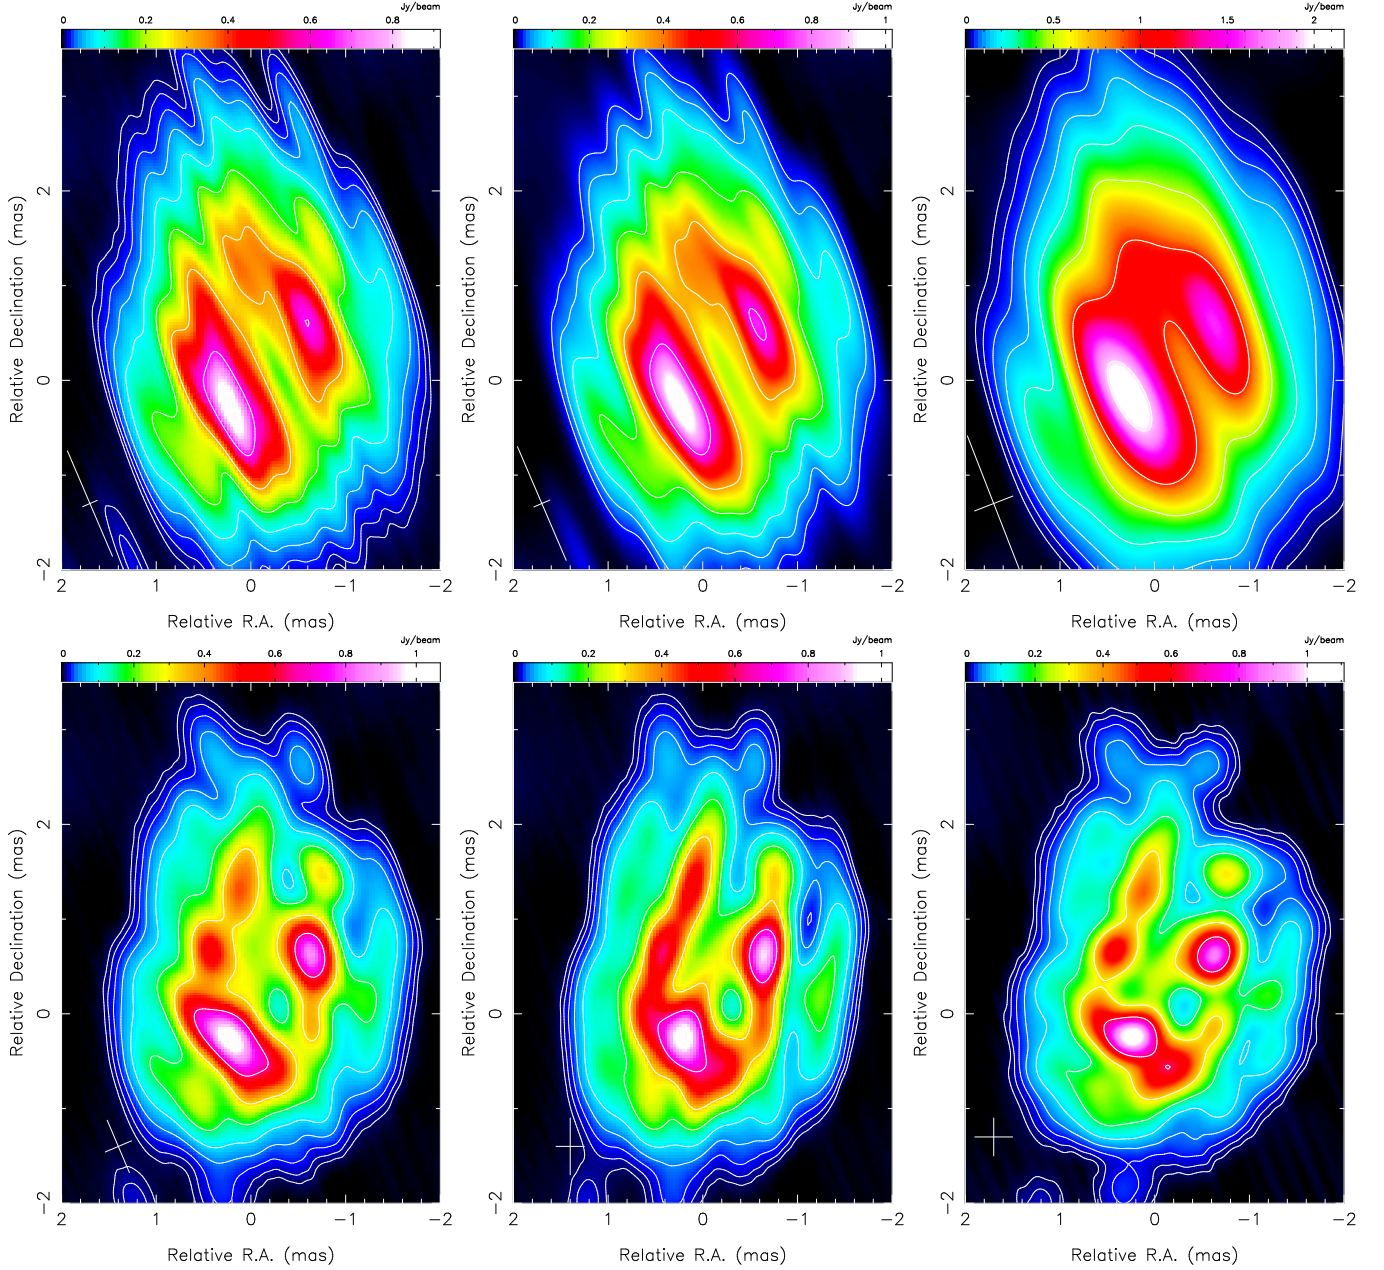 Jy/beam
0 0.2 0.4 0.6 0.8
Relative Declination (mas)
2
0
−2
2 1 0 −1 −2
Relative R.A. (mas)
Jy/beam
0 0.2 0.4 0.6 0.8 1
Relative Declination (mas)
2
0
−2
2 1 0 −1 −2
Relative R.A. (mas)
Jy/beam
0 0.5 1 1.5 2
Relative Declination (mas)
2
0
−2
2 1 0 −1 −2
Relative R.A. (mas)
Jy/beam
0 0.2 0.4 0.6 0.8 1
Relative Declination (mas)
2
0
−2
2 1 0 −1 −2
Relative R.A. (mas)
Jy/beam
0 0.2 0.4 0.6 0.8 1
Relative Declination (mas)
2
0
−2
2 1 0 −1 −2
Relative R.A. (mas)
Jy/beam
0 0.2 0.4 0.6 0.8 1
Relative Declination (mas)
2
0
−2
2 1 0 −1 −2
Relative R.A. (mas)